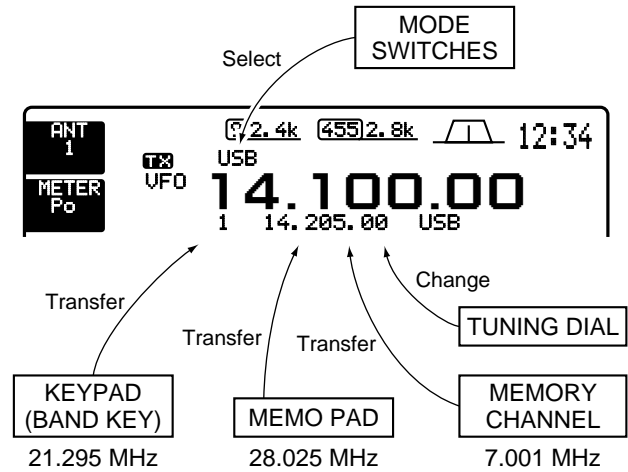 MODE
SWITCHES
Select
ANT
1
METER
Po
TX
VFO
9 2.4k 455 2.8k 12:34
USB
14.100.00
1 14.205.00 USB
Transfer
Transfer
Transfer
Change
TUNING DIAL
KEYPAD
(BAND KEY)
21.295 MHz
MEMO PAD
28.025 MHz
MEMORY
CHANNEL
7.001 MHz